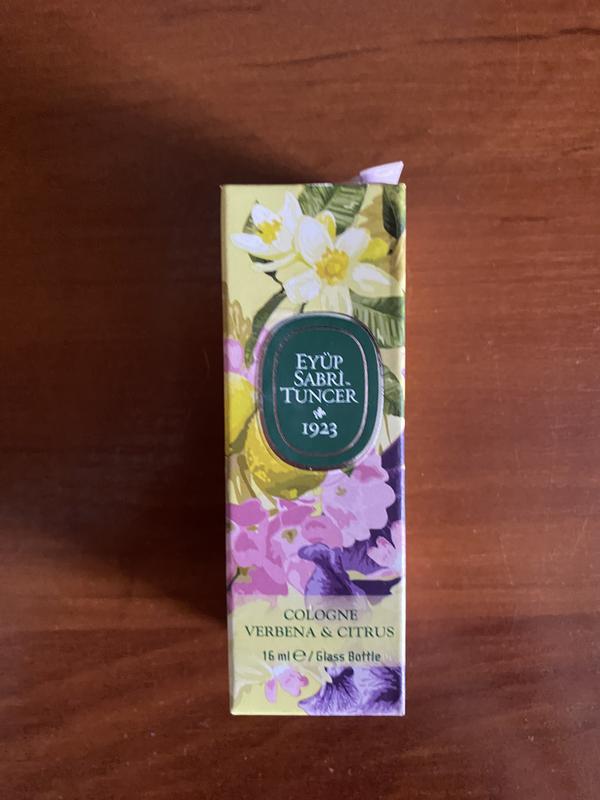 EYÜP
SABRİ
TUNCER
1923
COLOGNE
VERBENA & CITRUS
16 ml ℮ / Glass Bottle